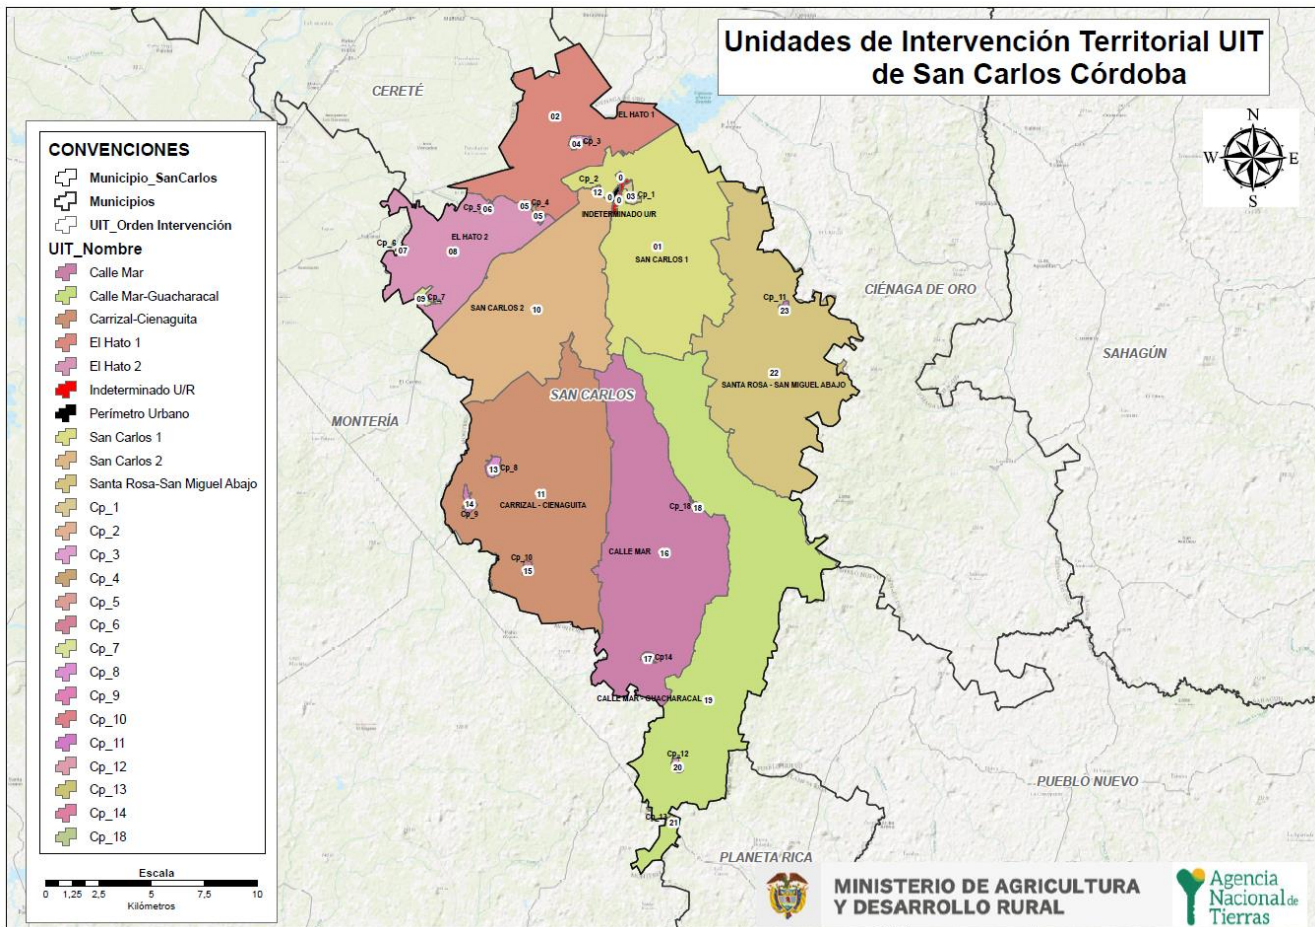 Unidades de Intervención Territorial UIT
de San Carlos Córdoba
N
W
E
S
CERETÉ
CIÉNAGA DE ORO
SAHAGÚN
MONTERÍA
SAN CARLOS
PUEBLO NUEVO
PLANETA RICA
CONVENCIONES
Municipio_SanCarlos
Municipios
UIT_Orden Intervención
UIT_Nombre
Calle Mar
Calle Mar-Guacharacal
Carrizal-Cienaguita
El Hato 1
El Hato 2
Indeterminado U/R
Perímetro Urbano
San Carlos 1
San Carlos 2
Santa Rosa-San Miguel Abajo
Cp_1
Cp_2
Cp_3
Cp_4
Cp_5
Cp_6
Cp_7
Cp_8
Cp_9
Cp_10
Cp_11
Cp_12
Cp_13
Cp_14
Cp_18
Escala
0 1,25 2,5 5 7,5 10
Kilómetros
02
EL HATO 1
04
Cp_3
Cp_2
0
12
0
0
03
Cp_1
INDETERMINADO U/R
Cp_5
06
05
Cp_4
05
EL HATO 2
Cp_6
07
08
09
Cp_7
01
SAN CARLOS 1
SAN CARLOS 2
10
Cp_11
23
22
SANTA ROSA - SAN MIGUEL ABAJO
13
Cp_8
14
Cp_9
11
CARRIZAL - CIENAGUITA
Cp_10
15
Cp_18
18
CALLE MAR
16
17
Cp14
CALLE MAR - GUACHARACAL
19
Cp_12
20
21
MINISTERIO DE AGRICULTURA
Y DESARROLLO RURAL
Agencia
Nacional de
Tierras